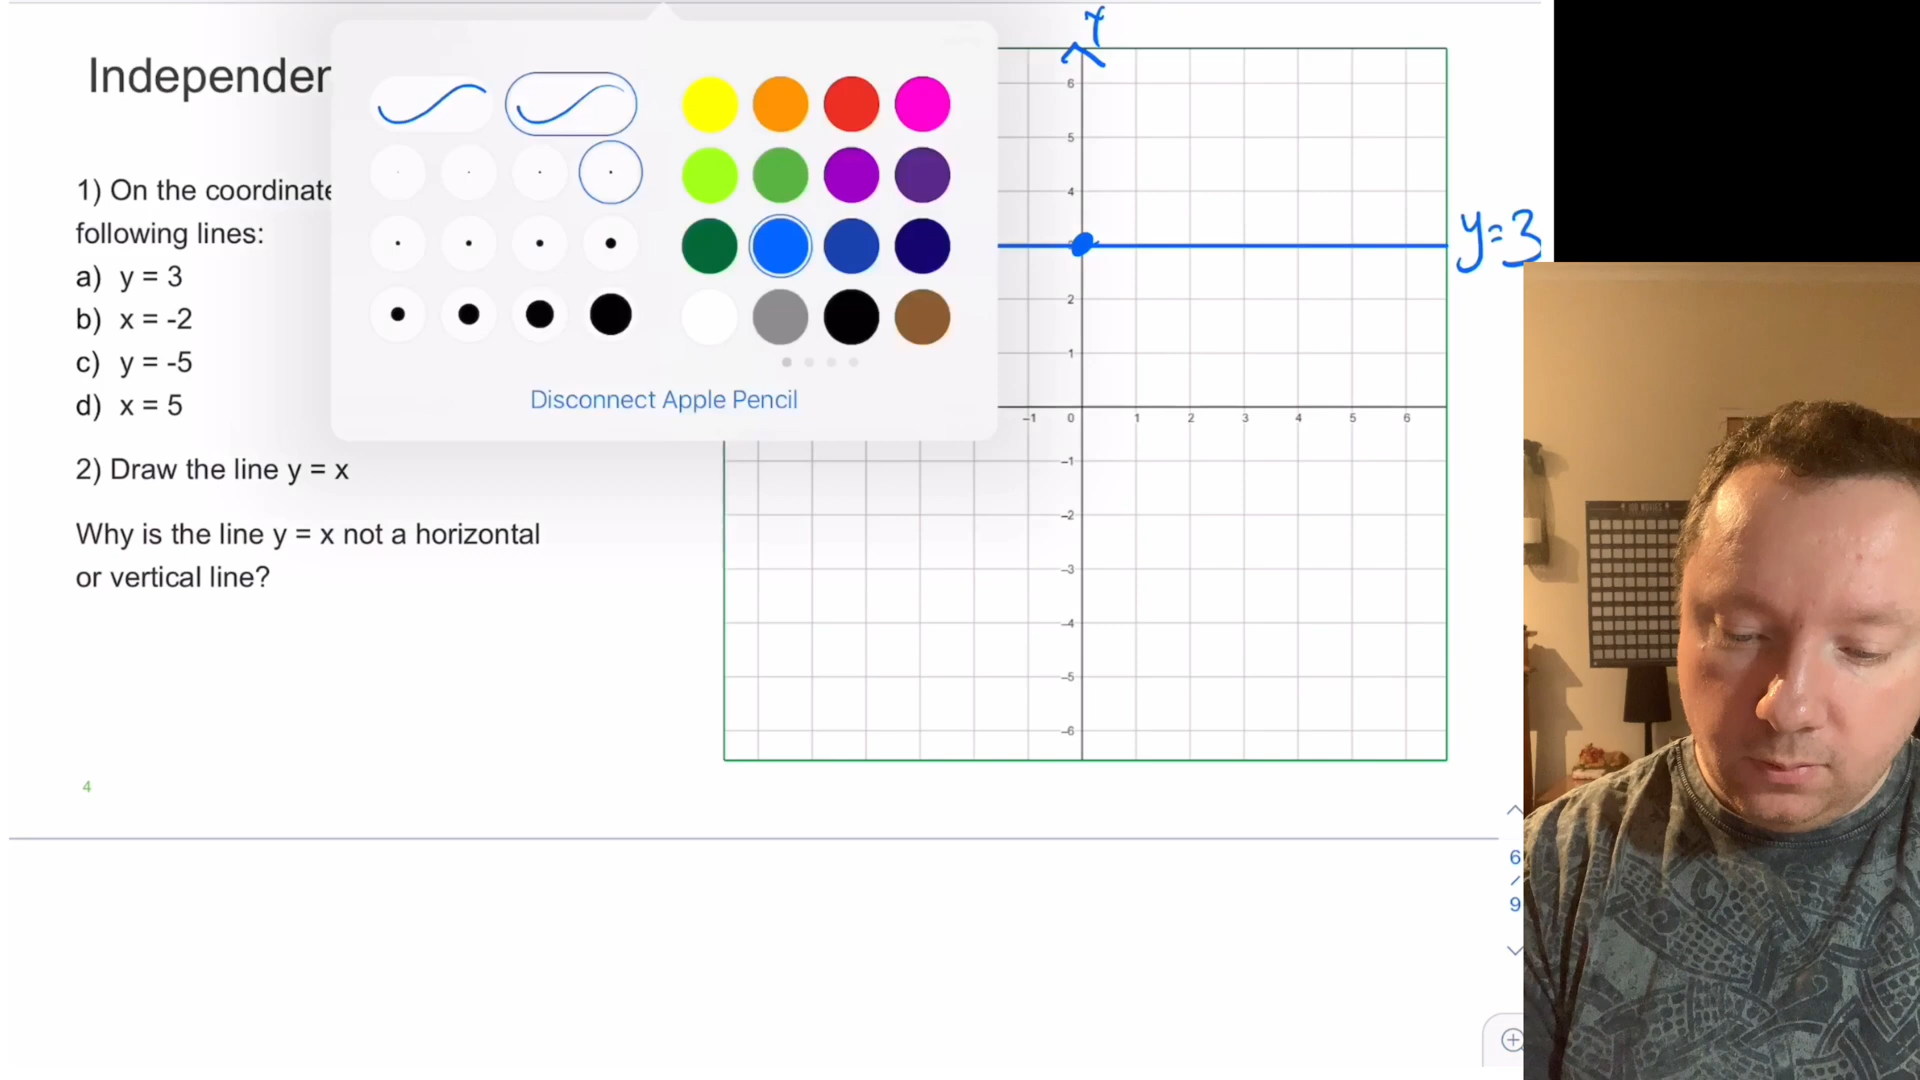 Independen
1) On the coordinate
following lines:
a) y = 3
b) x = -2
c) y = -5
d) x = 5
2) Draw the line y = x
Why is the line y = x not a horizontal
or vertical line?
4
Disconnect Apple Pencil
Y
6
5
4
y=3
2
1
-1 0 1 2 3 4 5 6
-1
-2
-3
-4
-5
-6
6
/
9